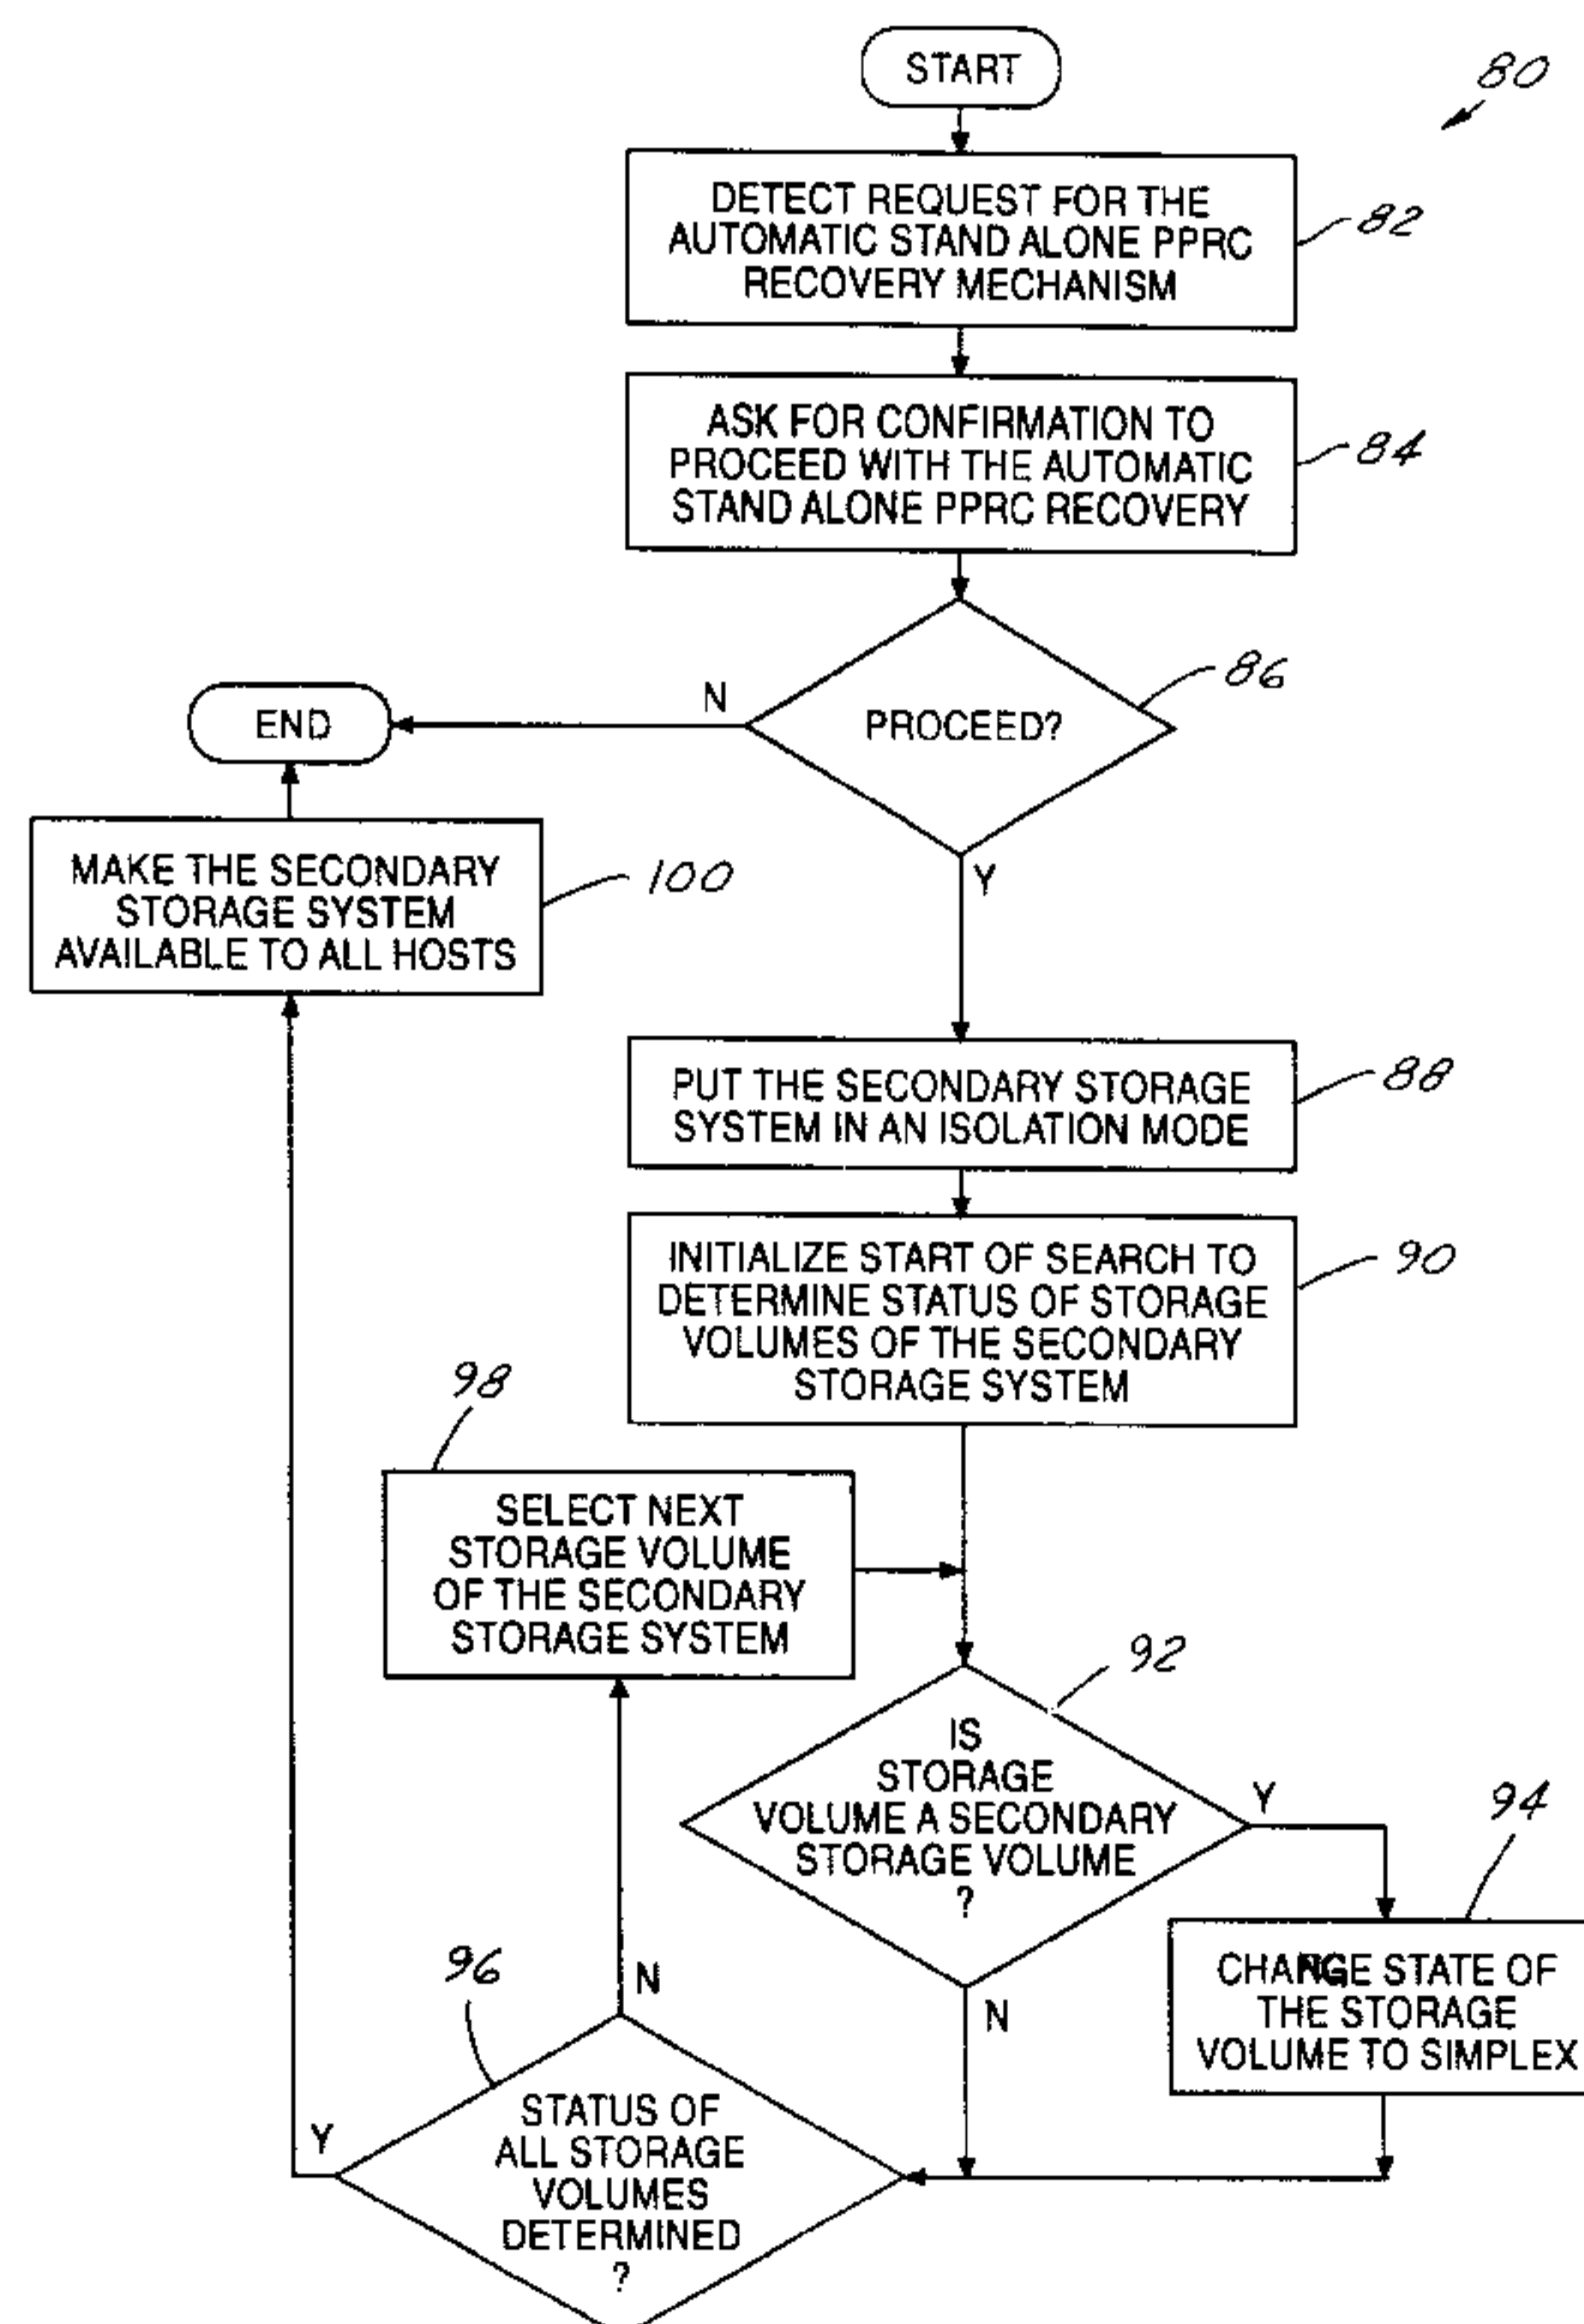 START
80
DETECT REQUEST FOR THE
AUTOMATIC STAND ALONE PPRC
RECOVERY MECHANISM
82
ASK FOR CONFIRMATION TO
PROCEED WITH THE AUTOMATIC
STAND ALONE PPRC RECOVERY
84
PROCEED?
86
N
END
Y
MAKE THE SECONDARY
STORAGE SYSTEM
AVAILABLE TO ALL HOSTS
100
PUT THE SECONDARY STORAGE
SYSTEM IN AN ISOLATION MODE
88
INITIALIZE START OF SEARCH TO
DETERMINE STATUS OF STORAGE
VOLUMES OF THE SECONDARY
STORAGE SYSTEM
90
98
SELECT NEXT
STORAGE VOLUME
OF THE SECONDARY
STORAGE SYSTEM
92
IS
STORAGE
VOLUME A SECONDARY
STORAGE VOLUME
?
Y
94
CHANGE STATE OF
THE STORAGE
VOLUME TO SIMPLEX
N
96
N
STATUS OF
ALL STORAGE
VOLUMES
DETERMINED
?
Y